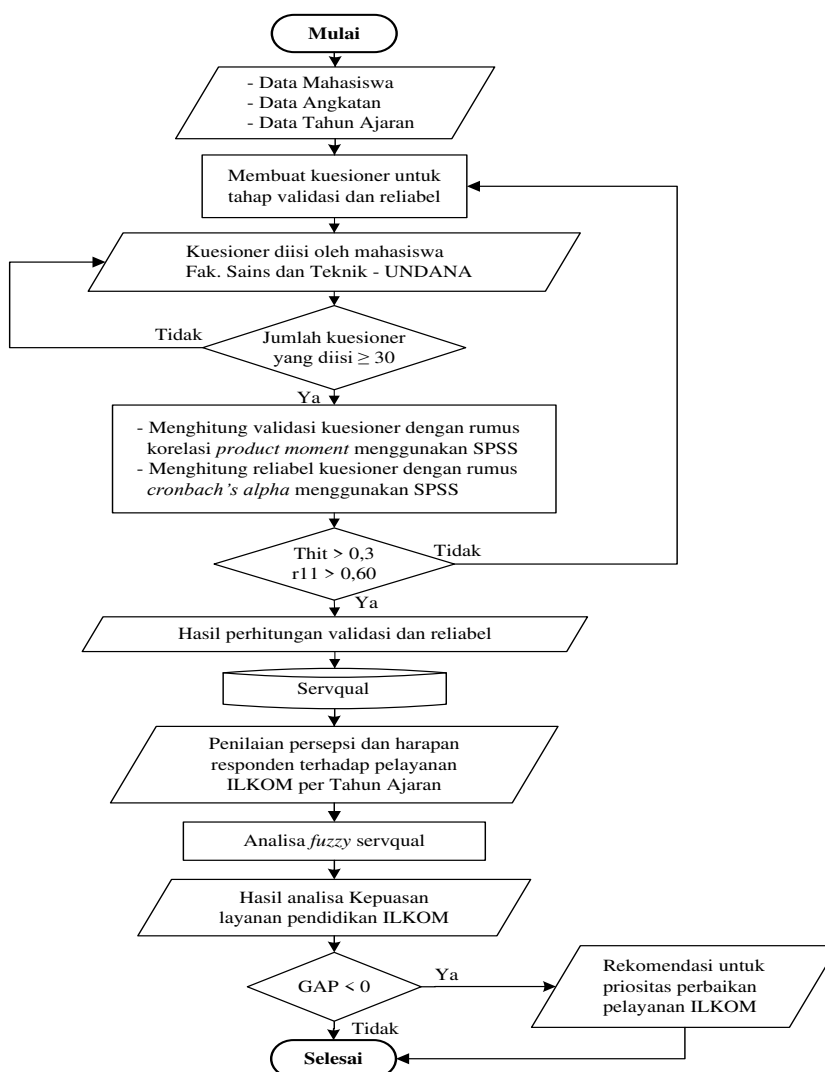 Mulai
- Data Mahasiswa
- Data Angkatan
- Data Tahun Ajaran
Membuat kuesioner untuk
tahap validasi dan reliabel
Kuesioner diisi oleh mahasiswa
Fak. Sains dan Teknik - UNDANA
Tidak
Jumlah kuesioner
yang diisi ≥ 30
Ya
- Menghitung validasi kuesioner dengan rumus
korelasi product moment menggunakan SPSS
- Menghitung reliabel kuesioner dengan rumus
cronbach's alpha menggunakan SPSS
Thit > 0,3
r11 > 0,60
Tidak
Ya
Hasil perhitungan validasi dan reliabel
Servqual
Penilaian persepsi dan harapan
responden terhadap pelayanan
ILKOM per Tahun Ajaran
Analisa fuzzy servqual
Hasil analisa Kepuasan
layanan pendidikan ILKOM
GAP < 0
Ya
Rekomendasi untuk
priositas perbaikan
pelayanan ILKOM
Tidak
Selesai